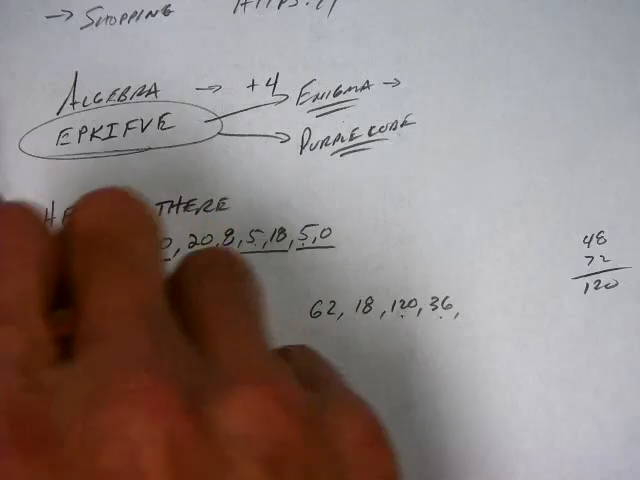 → SHOPPING
ALGEBRA → +4 ENIGMA →
EPKIFVE PURPLE CODE
THERE
, 20, 8, 5, 18, 5, 0
62, 18, 120, 36,
48
72
120